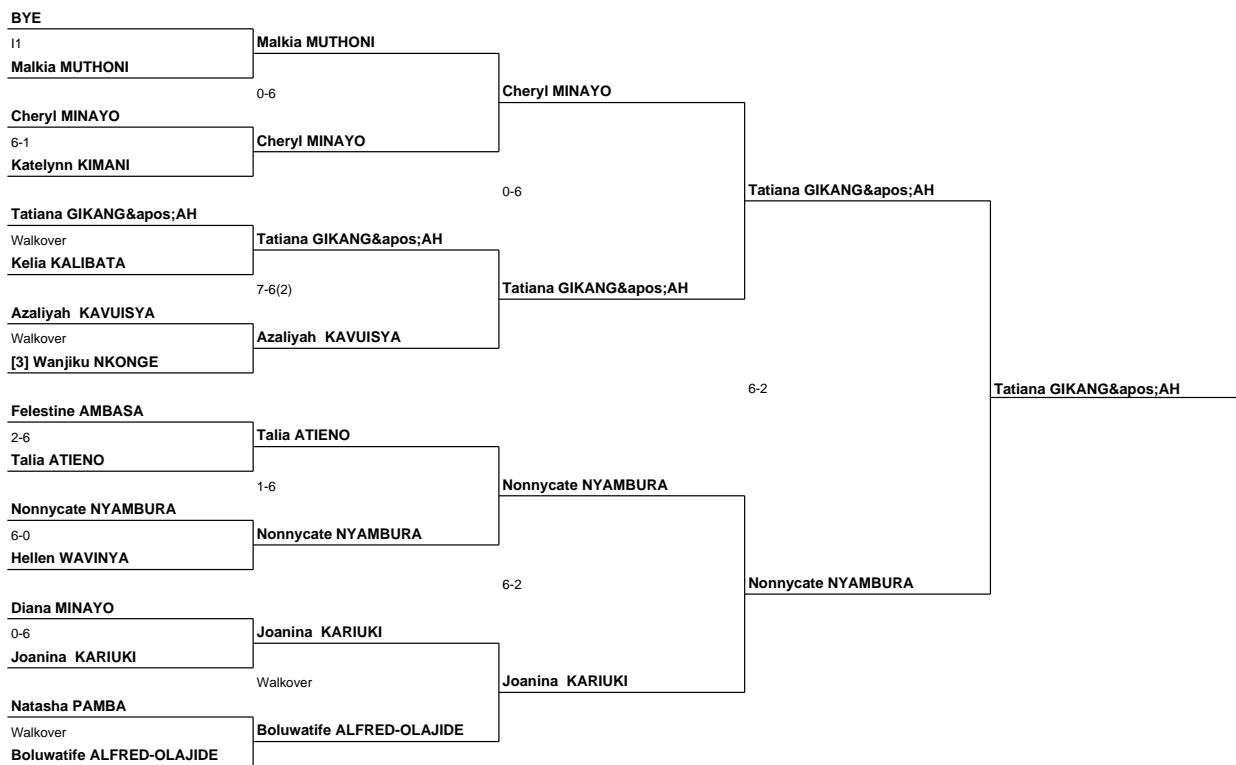 BYE
I1
Malkia MUTHONI
Cheryl MINAYO
6-1
Katelynn KIMANI
Tatiana GIKANG&apos;AH
Walkover
Kelia KALIBATA
Azaliyah  KAVUISYA
Walkover
[3] Wanjiku NKONGE
Felestine AMBASA
2-6
Talia ATIENO
Nonnycate NYAMBURA
6-0
Hellen WAVINYA
Diana MINAYO
0-6
Joanina  KARIUKI
Natasha PAMBA
Walkover
Boluwatife ALFRED-OLAJIDE
Malkia MUTHONI
0-6
Cheryl MINAYO
Tatiana GIKANG&apos;AH
7-6(2)
Azaliyah  KAVUISYA
Talia ATIENO
1-6
Nonnycate NYAMBURA
Joanina  KARIUKI
Walkover
Boluwatife ALFRED-OLAJIDE
Cheryl MINAYO
0-6
Tatiana GIKANG&apos;AH
Nonnycate NYAMBURA
6-2
Joanina  KARIUKI
Tatiana GIKANG&apos;AH
6-2
Nonnycate NYAMBURA
Tatiana GIKANG&apos;AH